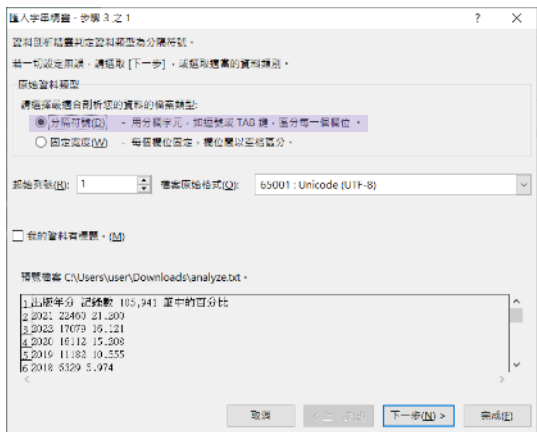 匯入字串精靈 - 步驟 3 之 1
資料剖析精靈判定資料類型為分隔符號。
若一切設定無誤，請選取 [下一步]，或選取適當的資料類別。
原始資料類型
請選擇最適合剖析您的資料的檔案類型:
分隔符號(D) - 用分欄字元，如逗號或 TAB 鍵，區分每一個欄位。
固定寬度(W) - 每個欄位固定，欄位間以空格區分。
起始列號(R): 1 檔案原始格式(O): 65001 : Unicode (UTF-8)
我的資料有標題。(M)
預覽檔案 C:\Users\user\Downloads\analyze.txt。
1 出版年分 記錄數 105,941 筆中的百分比
2 2021 22460 21.200
3 2022 17079 16.121
4 2020 16112 15.208
5 2019 11182 10.555
6 2018 6329 5.974
取消 < 上一步(B) 下一步(N) > 完成(F)